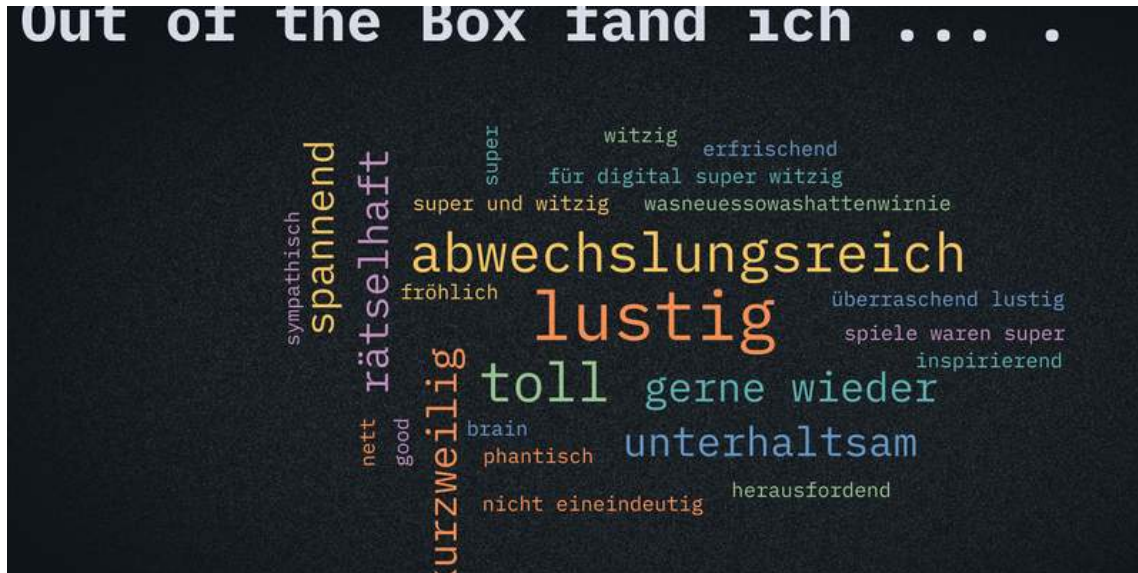 Out of the Box fand ich ... .
super
witzig
erfrischend
für digital super witzig
spannend
rätselhaft
super und witzig
wasneuessowashattenwirnie
sympathisch
abwechslungsreich
fröhlich
lustig
überraschend lustig
spiele waren super
inspirierend
kurzweilig
toll
gerne wieder
nett
good
brain
unterhaltsam
phantisch
herausfordend
nicht eineindeutig